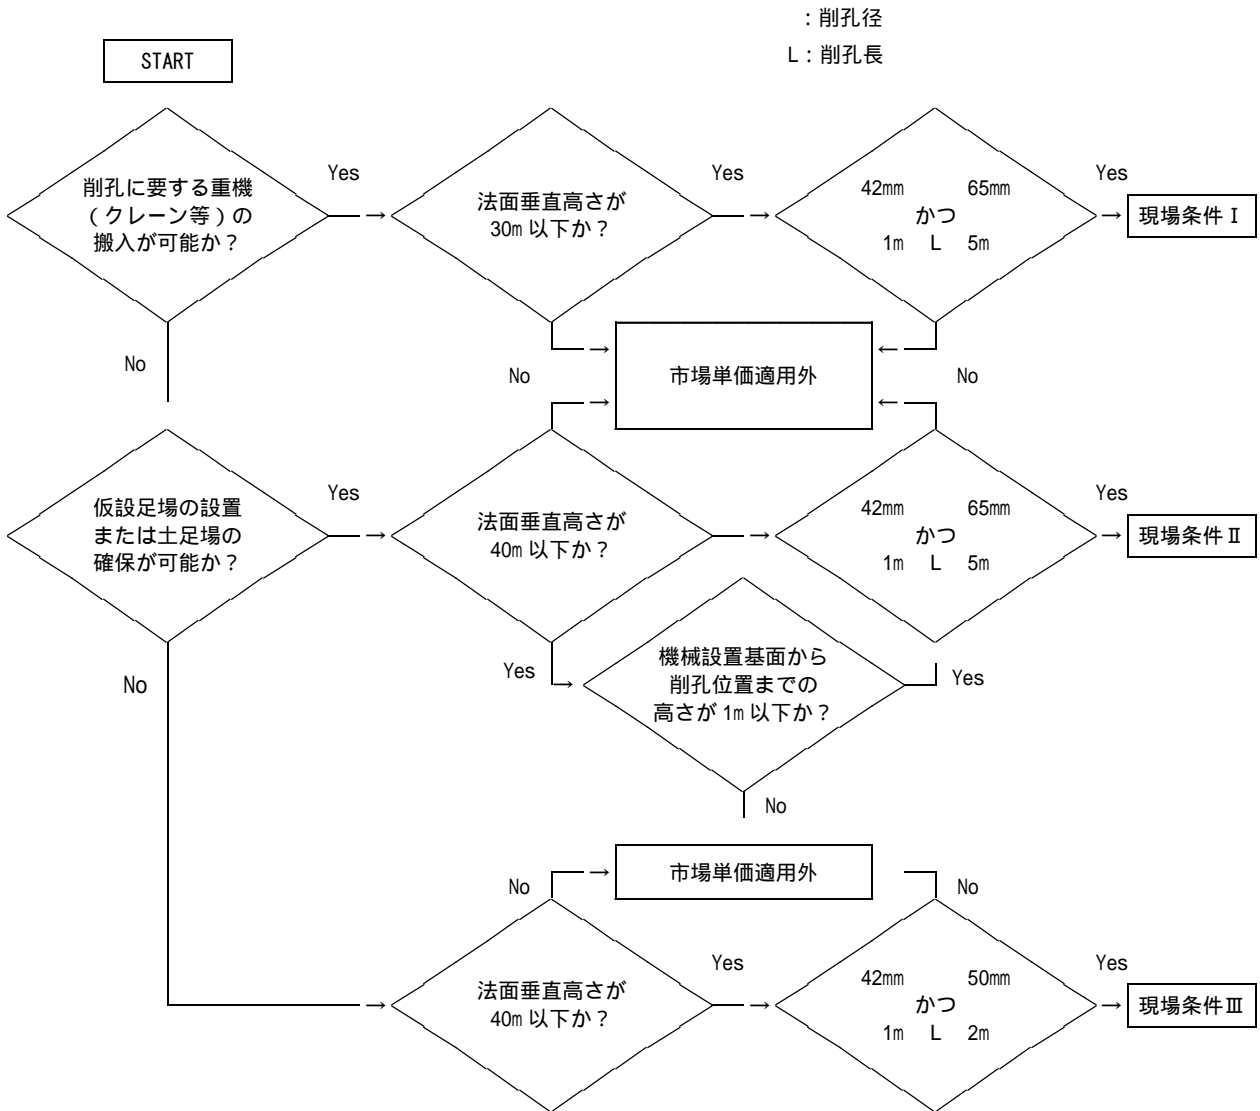 ：削孔径
L：削孔長
START
削孔に要する重機
（クレーン等）の
搬入が可能か？
Yes
法面垂直高さが
30m 以下か？
Yes
42mm 65mm
かつ
1m L 5m
Yes
→ 現場条件Ⅰ
No
→ 市場単価適用外 ←
No
No
仮設足場の設置
または土足場の
確保が可能か？
Yes
法面垂直高さが
40m 以下か？
42mm 65mm
かつ
1m L 5m
Yes
→ 現場条件Ⅱ
No
Yes
機械設置基面から
削孔位置までの
高さが 1m 以下か？
Yes
No
No
市場単価適用外
No
法面垂直高さが
40m 以下か？
Yes
42mm 50mm
かつ
1m L 2m
Yes
→ 現場条件Ⅲ